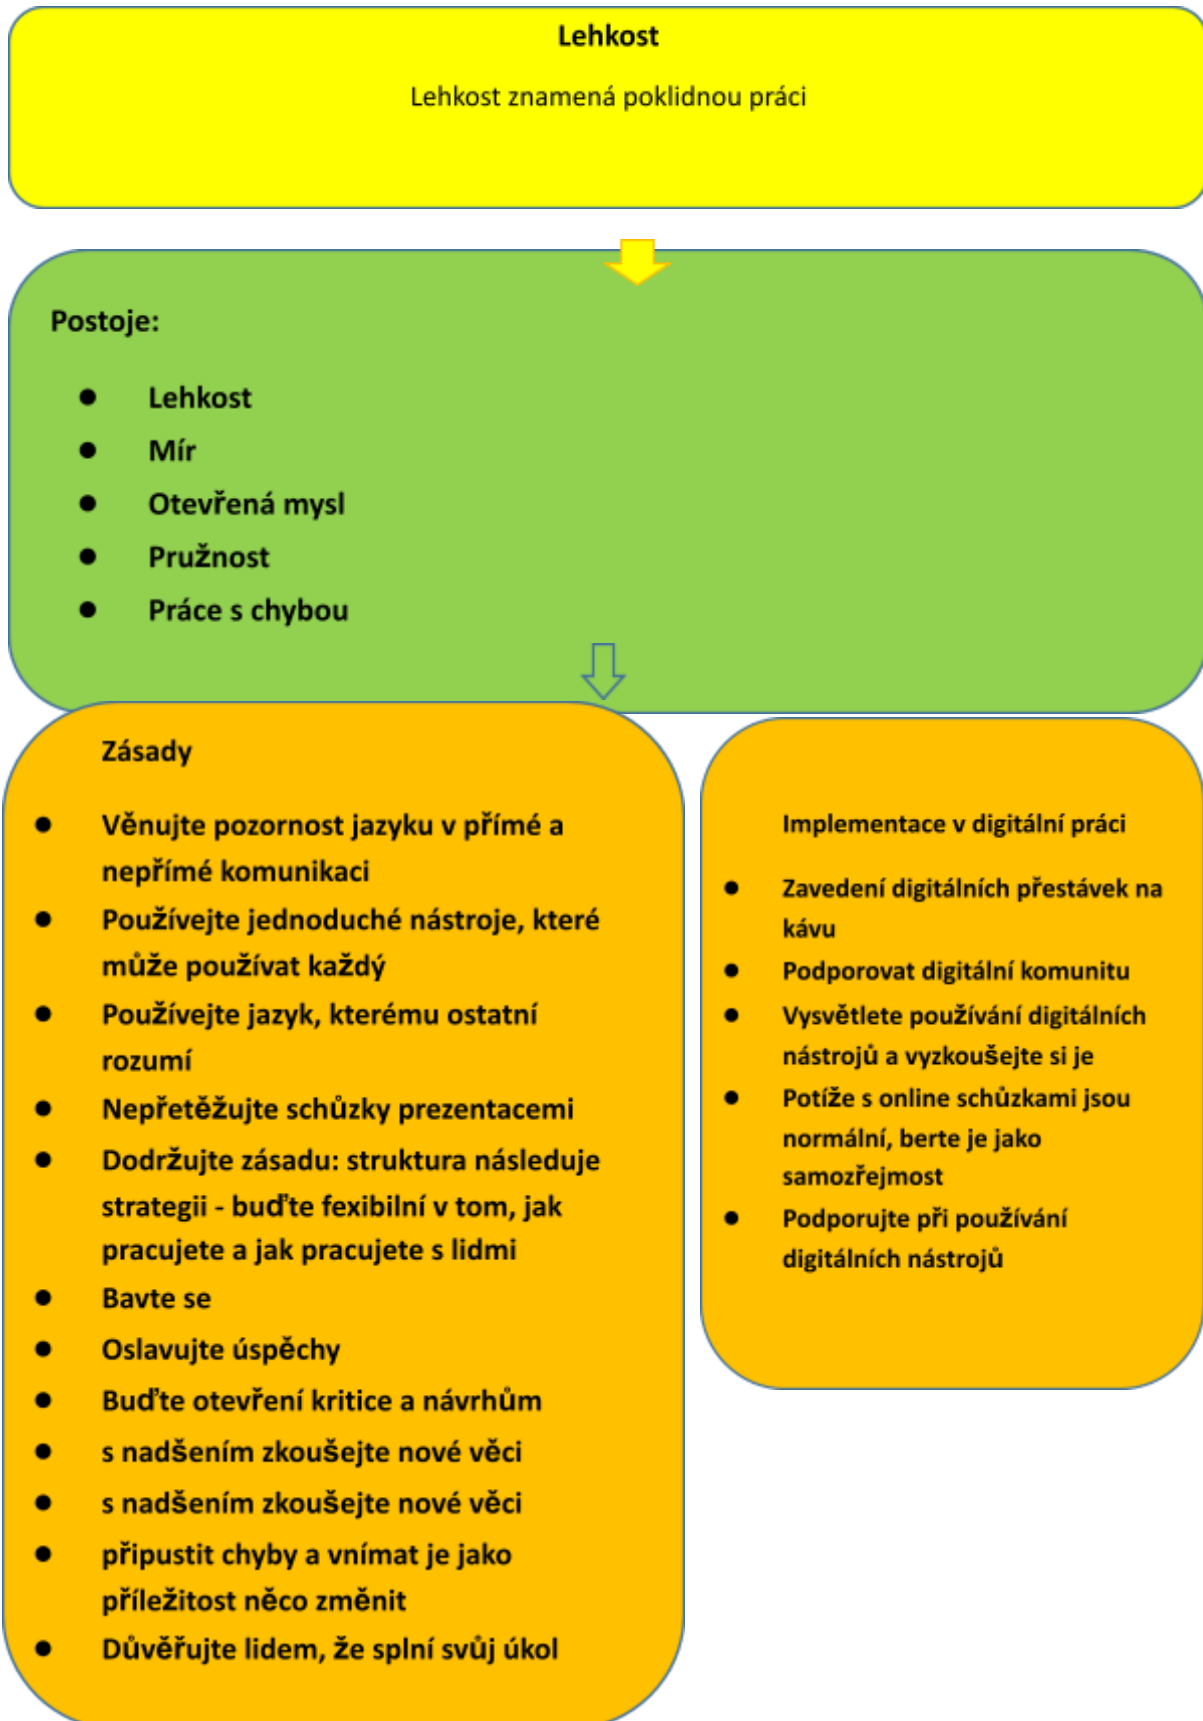 Lehkost
Lehkost znamená poklidnou práci
Postoje:
● Lehkost
● Mír
● Otevřená mysl
● Pružnost
● Práce s chybou
Zásady
● Věnujte pozornost jazyku v přímé a
nepřímé komunikaci
● Používejte jednoduché nástroje, které
může používat každý
● Používejte jazyk, kterému ostatní
rozumí
● Nepřetěžujte schůzky prezentacemi
● Dodržujte zásadu: struktura následuje
strategii - buďte fexibilní v tom, jak
pracujete a jak pracujete s lidmi
● Bavte se
● Oslavujte úspěchy
● Buďte otevření kritice a návrhům
● s nadšením zkoušejte nové věci
● s nadšením zkoušejte nové věci
● připustit chyby a vnímat je jako
příležitost něco změnit
● Důvěřujte lidem, že splní svůj úkol
Implementace v digitální práci
● Zavedení digitálních přestávek na
kávu
● Podporovat digitální komunitu
● Vysvětlete používání digitálních
nástrojů a vyzkoušejte si je
● Potíže s online schůzkami jsou
normální, berte je jako
samozřejmost
● Podporujte při používání
digitálních nástrojů